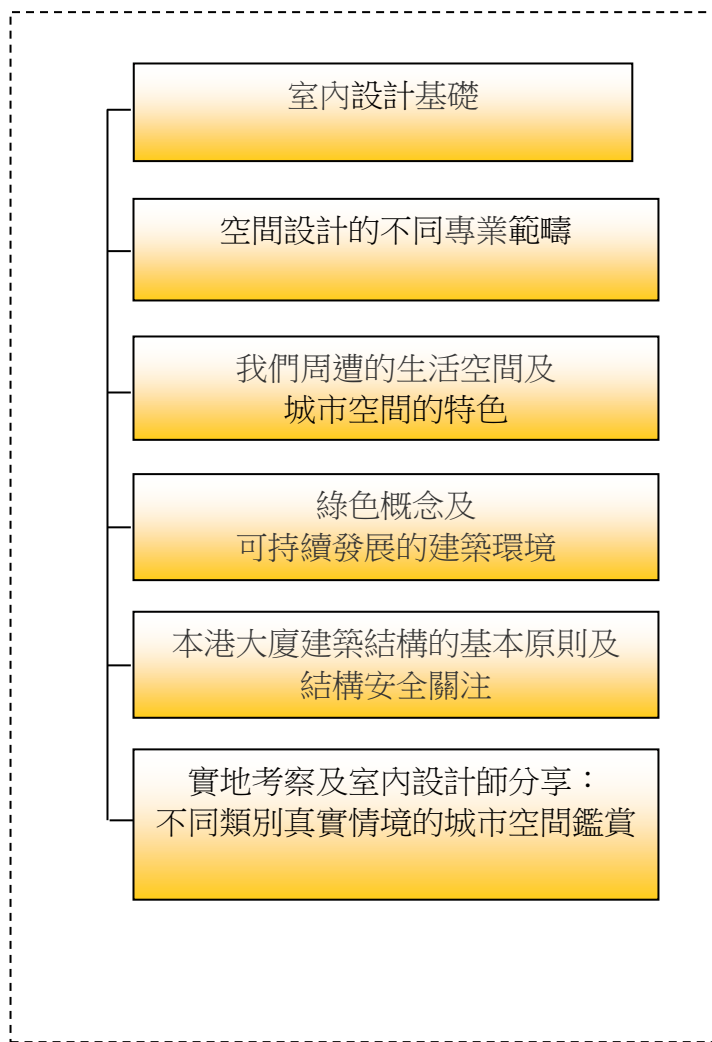 室內設計基礎
空間設計的不同專業範疇
我們周遭的生活空間及
城市空間的特色
綠色概念及
可持續發展的建築環境
本港大廈建築結構的基本原則及
結構安全關注
實地考察及室內設計師分享：
不同類別真實情境的城市空間鑑賞